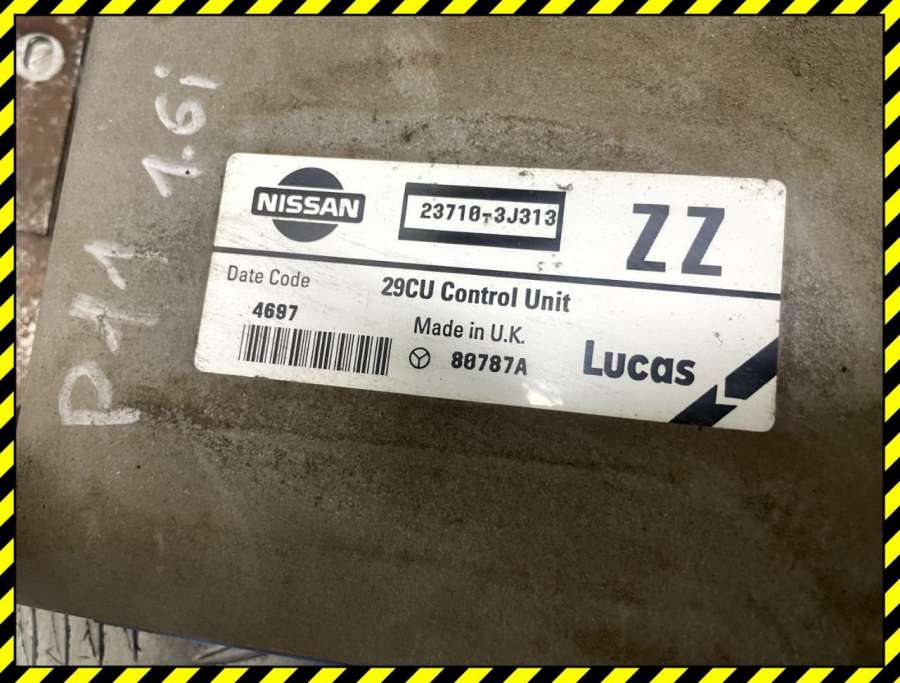 P11 1.6i
NISSAN
23710-3J313
ZZ
Date Code
4697
29CU Control Unit
Made in U.K.
80787A
Lucas